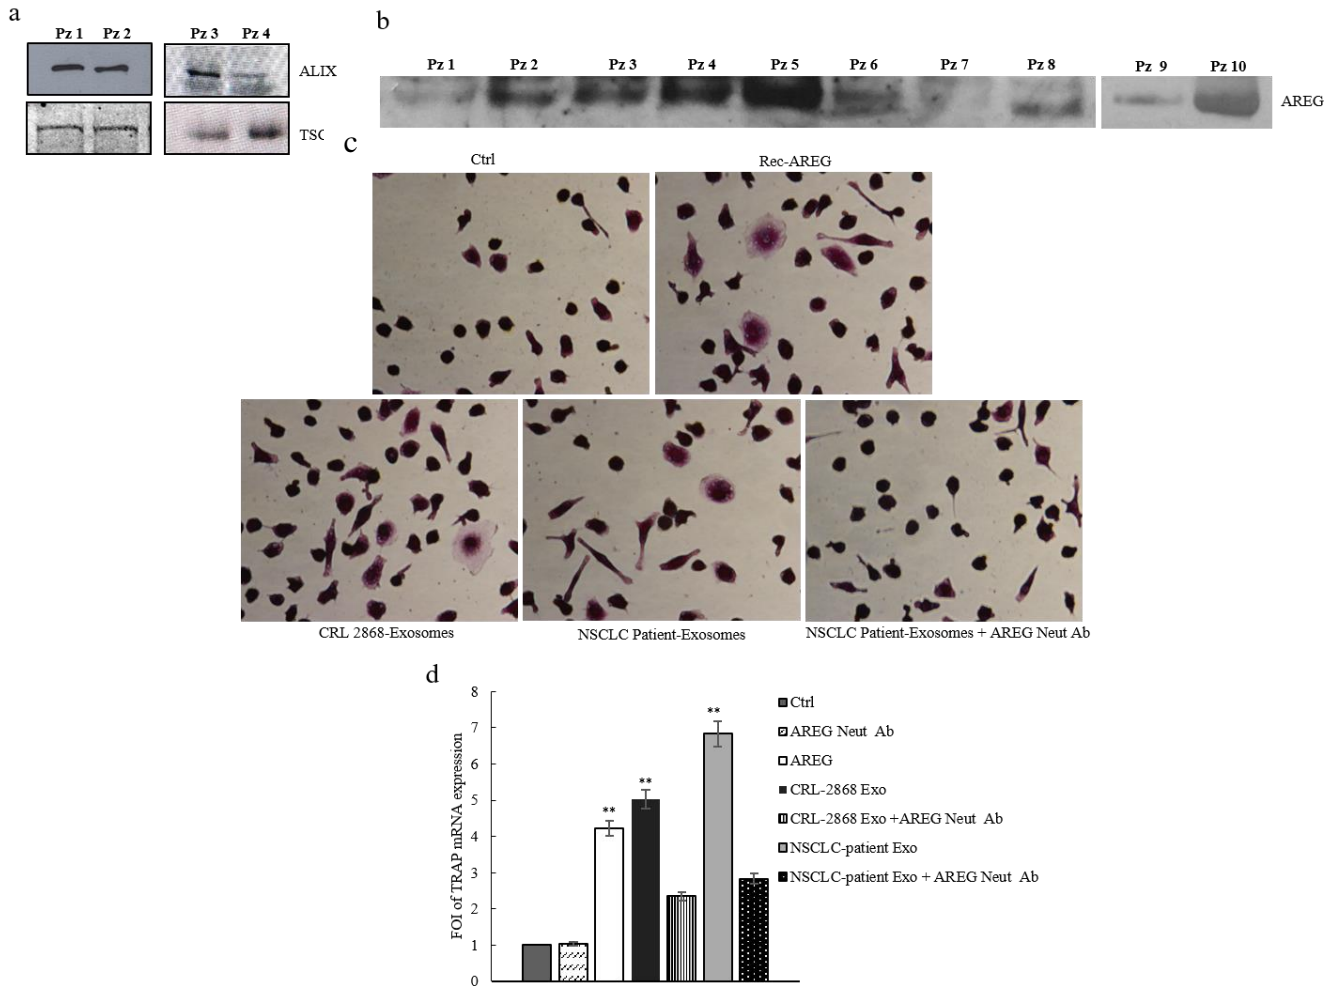 a
Pz 1 Pz 2 Pz 3 Pz 4
ALIX
TSC
b
Pz 1 Pz 2 Pz 3 Pz 4 Pz 5 Pz 6 Pz 7 Pz 8 Pz 9 Pz 10
AREG
c
Ctrl Rec-AREG
CRL 2868-Exosomes NSCLC Patient-Exosomes NSCLC Patient-Exosomes + AREG Neut Ab
d
FOI of TRAP mRNA expression
8
7
6
5
4
3
2
1
0
**
**
**
Ctrl
AREG Neut Ab
AREG
CRL-2868 Exo
CRL-2868 Exo +AREG Neut Ab
NSCLC-patient Exo
NSCLC-patient Exo + AREG Neut Ab